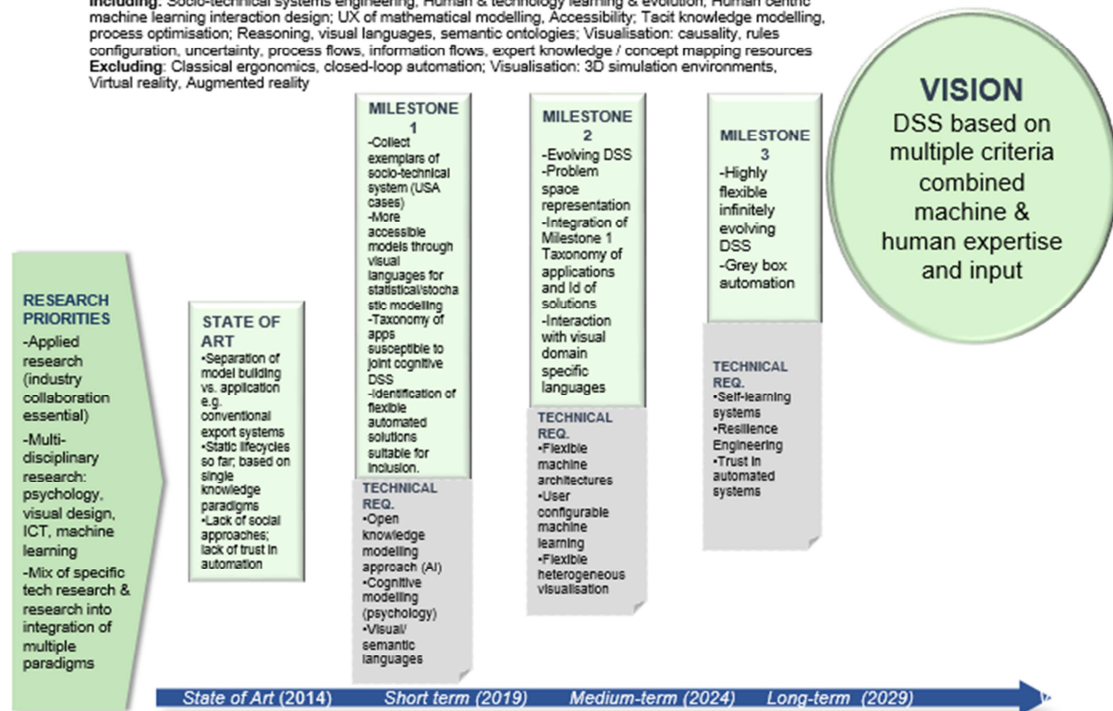 Including: Socio-technical systems engineering, Human & technology learning & evolution; Human centric
machine learning interaction design; UX of mathematical modelling, Accessibility; Tacit knowledge modelling,
process optimisation; Reasoning, visual languages, semantic ontologies; Visualisation: causality, rules
configuration, uncertainty, process flows, information flows, expert knowledge / concept mapping resources
Excluding: Classical ergonomics, closed-loop automation; Visualisation: 3D simulation environments,
Virtual reality, Augmented reality
RESEARCH
PRIORITIES
-Applied
research
(industry
collaboration
essential)
-Multi-
disciplinary
research:
psychology,
visual design,
ICT, machine
learning
-Mix of specific
tech research &
research into
integration of
multiple
paradigms
STATE OF
ART
•Separation of
model building
vs. application
e.g.
conventional
export systems
•Static lifecycles
so far; based on
single
knowledge
paradigms
•Lack of social
approaches;
lack of trust in
automation
MILESTONE
1
-Collect
exemplars of
socio-technical
system (USA
cases)
-More
accessible
models through
visual
languages for
statistical/stocha
stic modelling
-Taxonomy of
apps
susceptible to
joint cognitive
DSS
-Identification of
flexible
automated
solutions
suitable for
inclusion.
TECHNICAL
REQ.
•Open
knowledge
modelling
approach (AI)
•Cognitive
modelling
(psychology)
•Visual/
semantic
languages
MILESTONE
2
-Evolving DSS
-Problem
space
representation
-Integration of
Milestone 1
Taxonomy of
applications
and Id of
solutions
-Interaction
with visual
domain
specific
languages
TECHNICAL
REQ.
•Flexible
machine
architectures
•User
configurable
machine
learning
•Flexible
heterogeneous
visualisation
MILESTONE
3
-Highly
flexible
infinitely
evolving
DSS
-Grey box
automation
TECHNICAL
REQ.
•Self-learning
systems
•Resilience
Engineering
•Trust in
automated
systems
VISION
DSS based on
multiple criteria
combined
machine &
human expertise
and input
State of Art (2014) Short term (2019) Medium-term (2024) Long-term (2029)